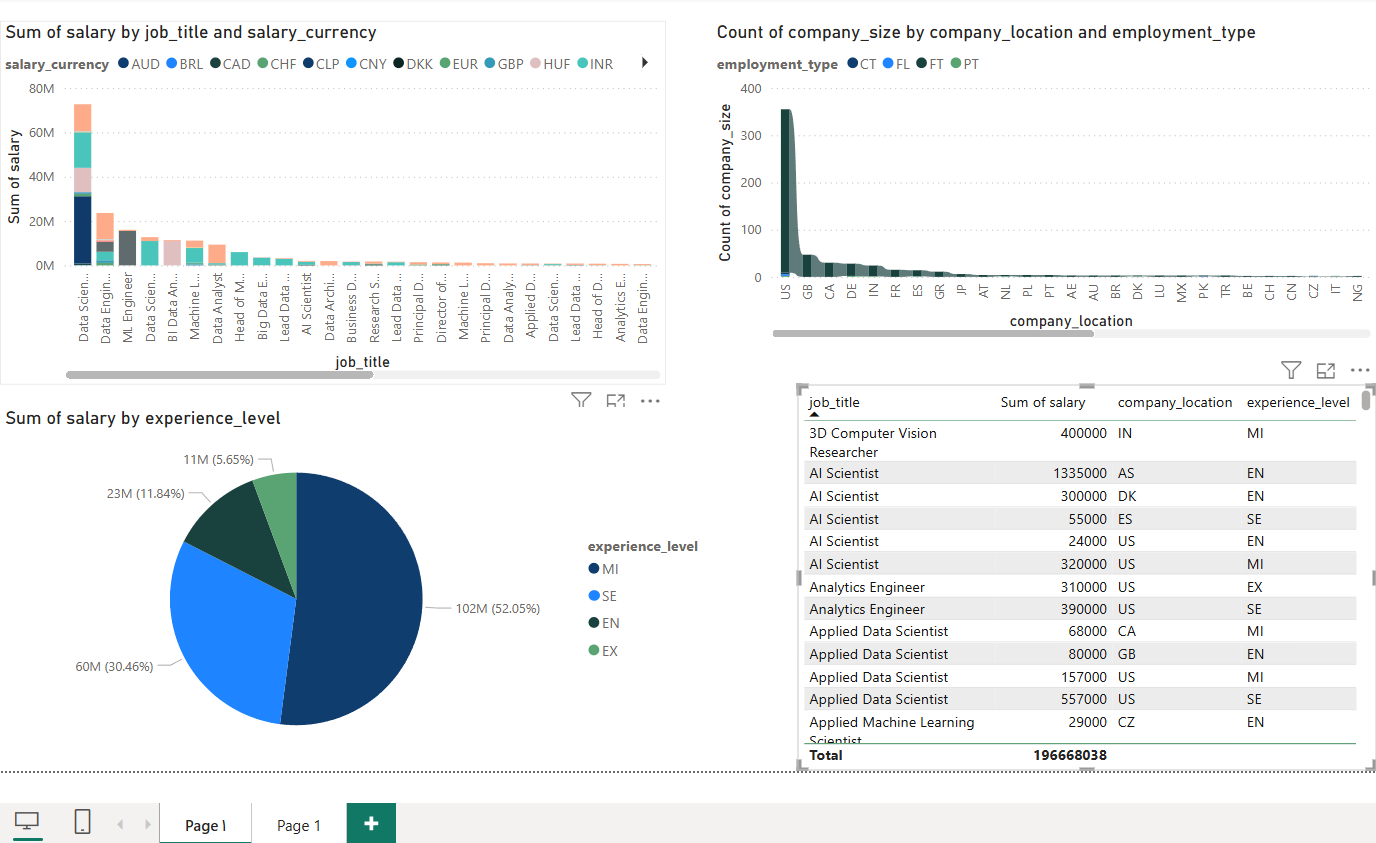 Sum of salary by job_title and salary_currency
salary_currency AUD BRL CAD CHF CLP CNY DKK EUR GBP HUF INR
80M
60M
40M
20M
0M
Sum of salary
Data Scien...
Data Engin...
ML Engineer
Data Scien...
BI Data An...
Machine L...
Data Analyst
Head of M...
Big Data E...
Lead Data ...
AI Scientist
Data Archi...
Business D...
Research S...
Lead Data ...
Principal D...
Director of...
Machine L...
Principal D...
Data Analy...
Applied D...
Data Scien...
Lead Data ...
Head of D...
Analytics E...
Data Engin...
job_title
Count of company_size by company_location and employment_type
employment_type CT FL FT PT
400
300
200
100
0
Count of company_size
US
GB
CA
DE
IN
FR
ES
GR
JP
AT
NL
PL
PT
AE
AU
BR
DK
LU
MX
PK
TR
BE
CH
CN
CZ
IT
NG
company_location
Sum of salary by experience_level
11M (5.65%)
23M (11.84%)
60M (30.46%)
102M (52.05%)
experience_level
MI
SE
EN
EX
job_title Sum of salary company_location experience_level
3D Computer Vision
Researcher 400000 IN MI
AI Scientist 1335000 AS EN
AI Scientist 300000 DK EN
AI Scientist 55000 ES SE
AI Scientist 24000 US EN
AI Scientist 320000 US MI
Analytics Engineer 310000 US EX
Analytics Engineer 390000 US SE
Applied Data Scientist 68000 CA MI
Applied Data Scientist 80000 GB EN
Applied Data Scientist 157000 US MI
Applied Data Scientist 557000 US SE
Applied Machine Learning 29000 CZ EN
Scientist
Total 196668038
Page ١
Page 1